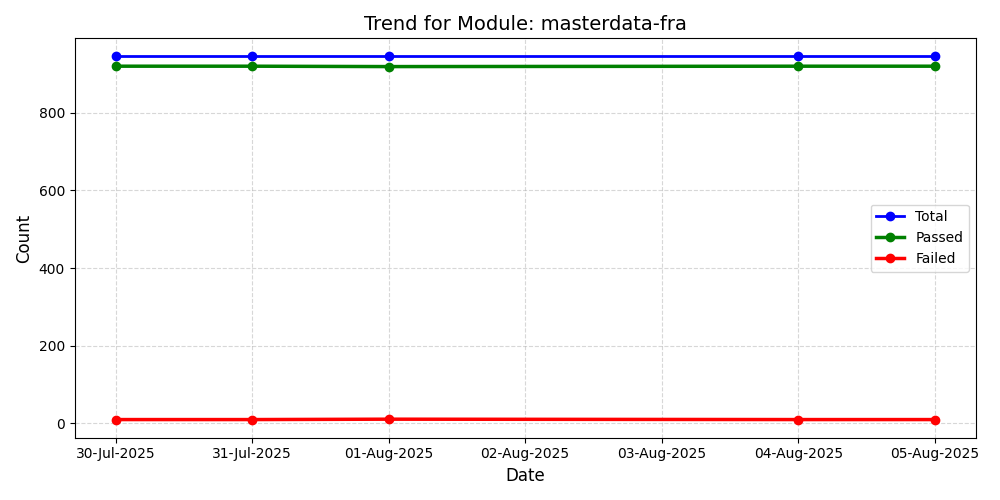 Trend for Module: masterdata-fra
Count
800
600
400
200
0
Total
Passed
Failed
30-Jul-2025 31-Jul-2025 01-Aug-2025 02-Aug-2025 03-Aug-2025 04-Aug-2025 05-Aug-2025
Date